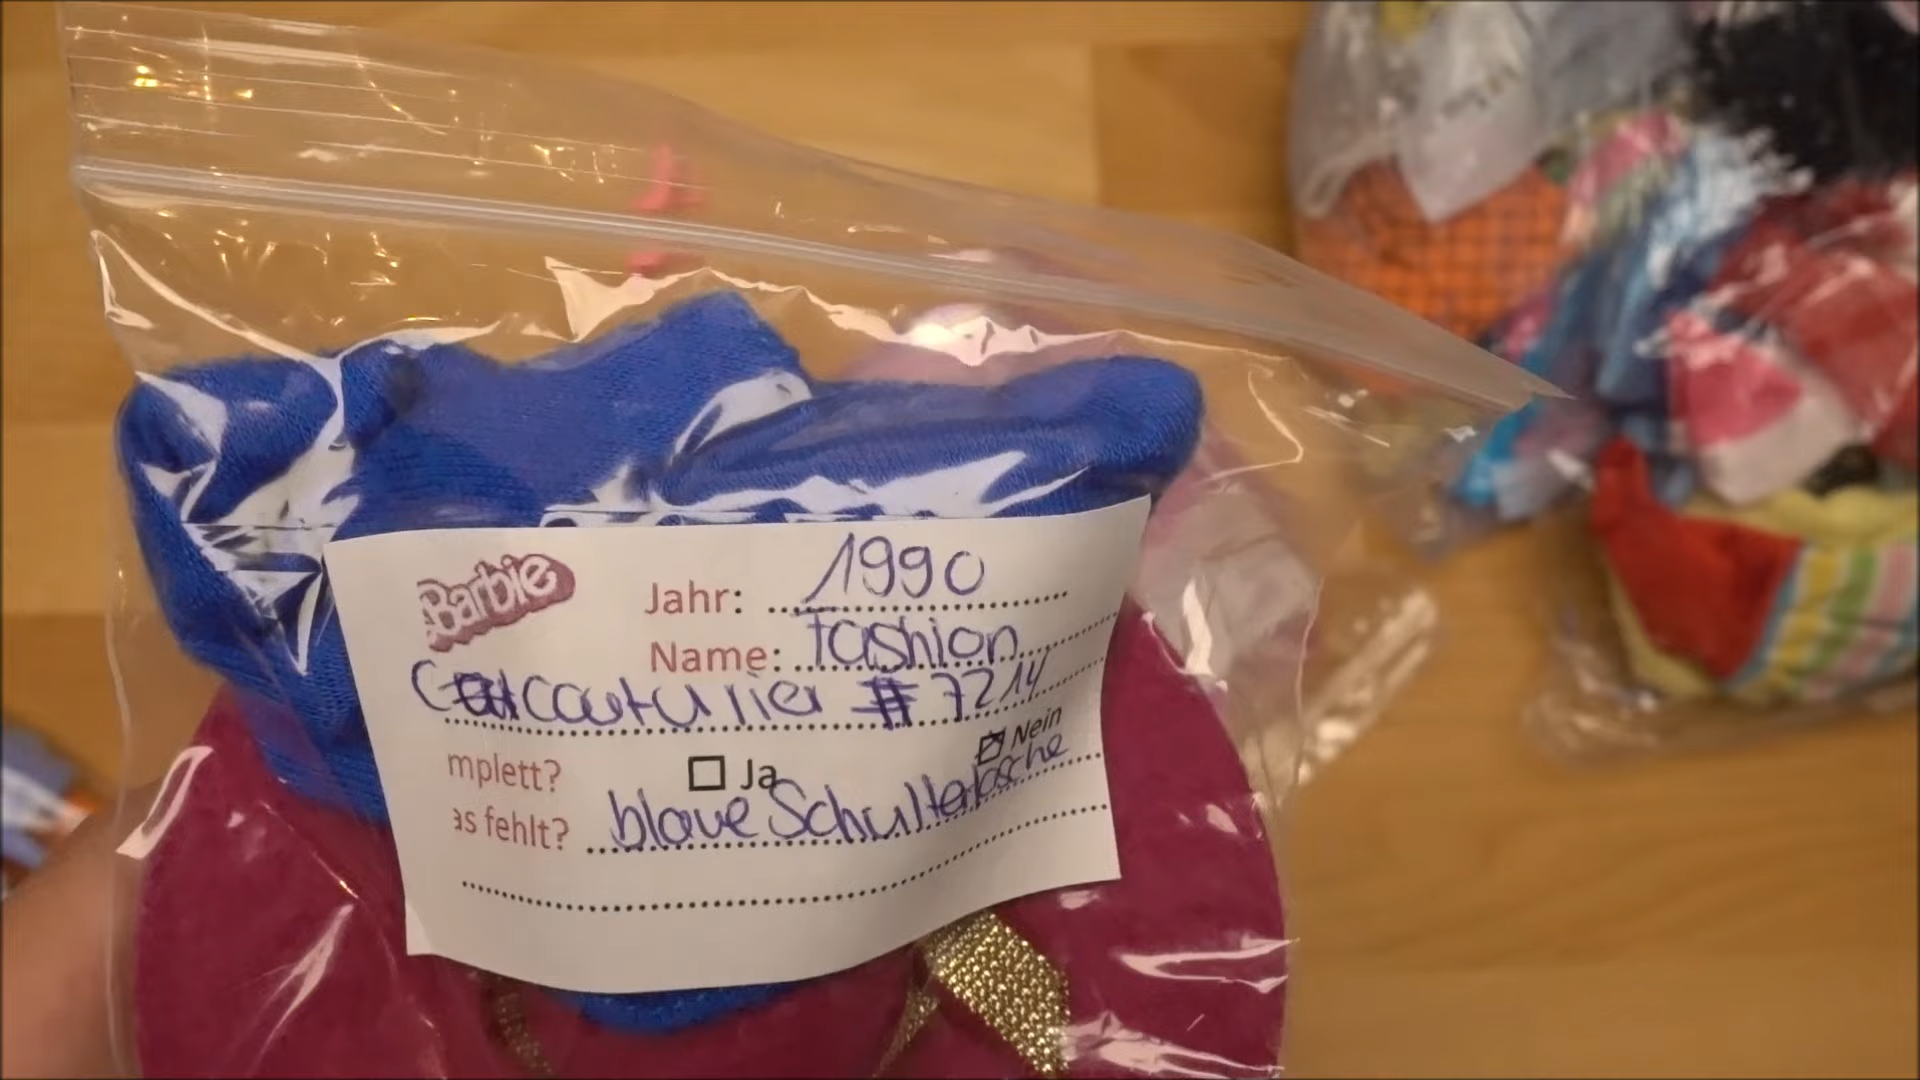 Barbie
Jahr: 1990
Name: Fashion
Couturier # 7214
mplett? Ja Nein
as fehlt? blaue Schultertasche